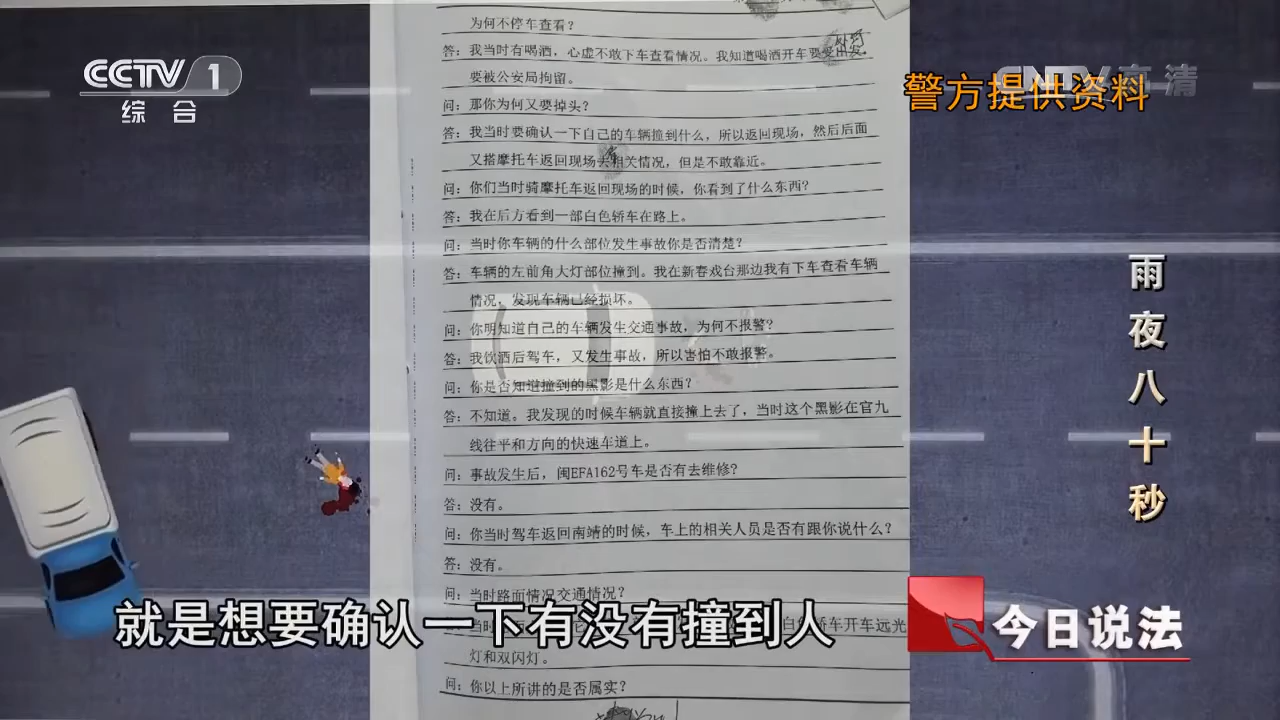 为何不停车查看？
CCTV 1
综合
答：我当时有喝酒，心虚不敢下车查看情况。我知道喝酒开车要受
要被公安局拘留。
警方提供资料
高清
问：那你为何又要掉头？
答：我当时要确认一下自己的车辆撞到什么，所以返回现场，然后后面
又搭摩托车返回现场去相关情况，但是不敢靠近。
问：你们当时骑摩托车返回现场的时候，你看到了什么东西？
答：我在后方看到一部白色轿车在路上。
问：当时你车辆的什么部位发生事故你是否清楚？
答：车辆的左前角大灯部位撞到。我在新春戏台那边我有下车查看车辆
情况，发现车辆已经损坏。
问：你明知道自己的车辆发生交通事故，为何不报警？
答：我饮酒后驾车，又发生事故，所以害怕不敢报警。
问：你是否知道撞到的黑影是什么东西？
答：不知道。我发现的时候车辆就直接撞上去了，当时这个黑影在官九
线往平和方向的快速车道上。
问：事故发生后，闽EFA162号车是否有去维修？
答：没有。
问：你当时驾车返回南靖的时候，车上的相关人员是否有跟你说什么？
答：没有。
问：当时路面情况交通情况？
当时
轿车开车远光
灯和双闪灯。
问：你以上所讲的是否属实？
雨夜八十秒
就是想要确认一下有没有撞到人
今日说法